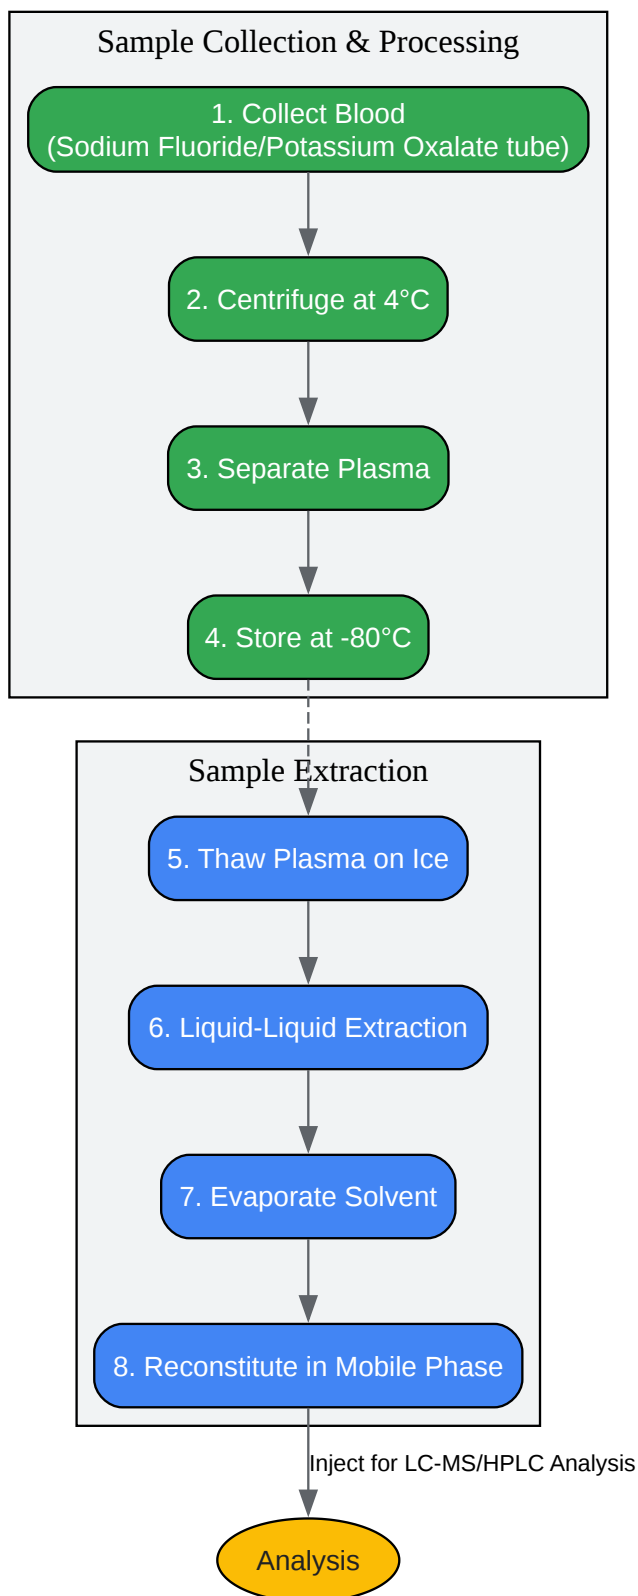 Sample Collection & Processing
1. Collect Blood
(Sodium Fluoride/Potassium Oxalate tube)
2. Centrifuge at 4°C
3. Separate Plasma
4. Store at -80°C
Sample Extraction
5. Thaw Plasma on Ice
6. Liquid-Liquid Extraction
7. Evaporate Solvent
8. Reconstitute in Mobile Phase
Inject for LC-MS/HPLC Analysis
Analysis